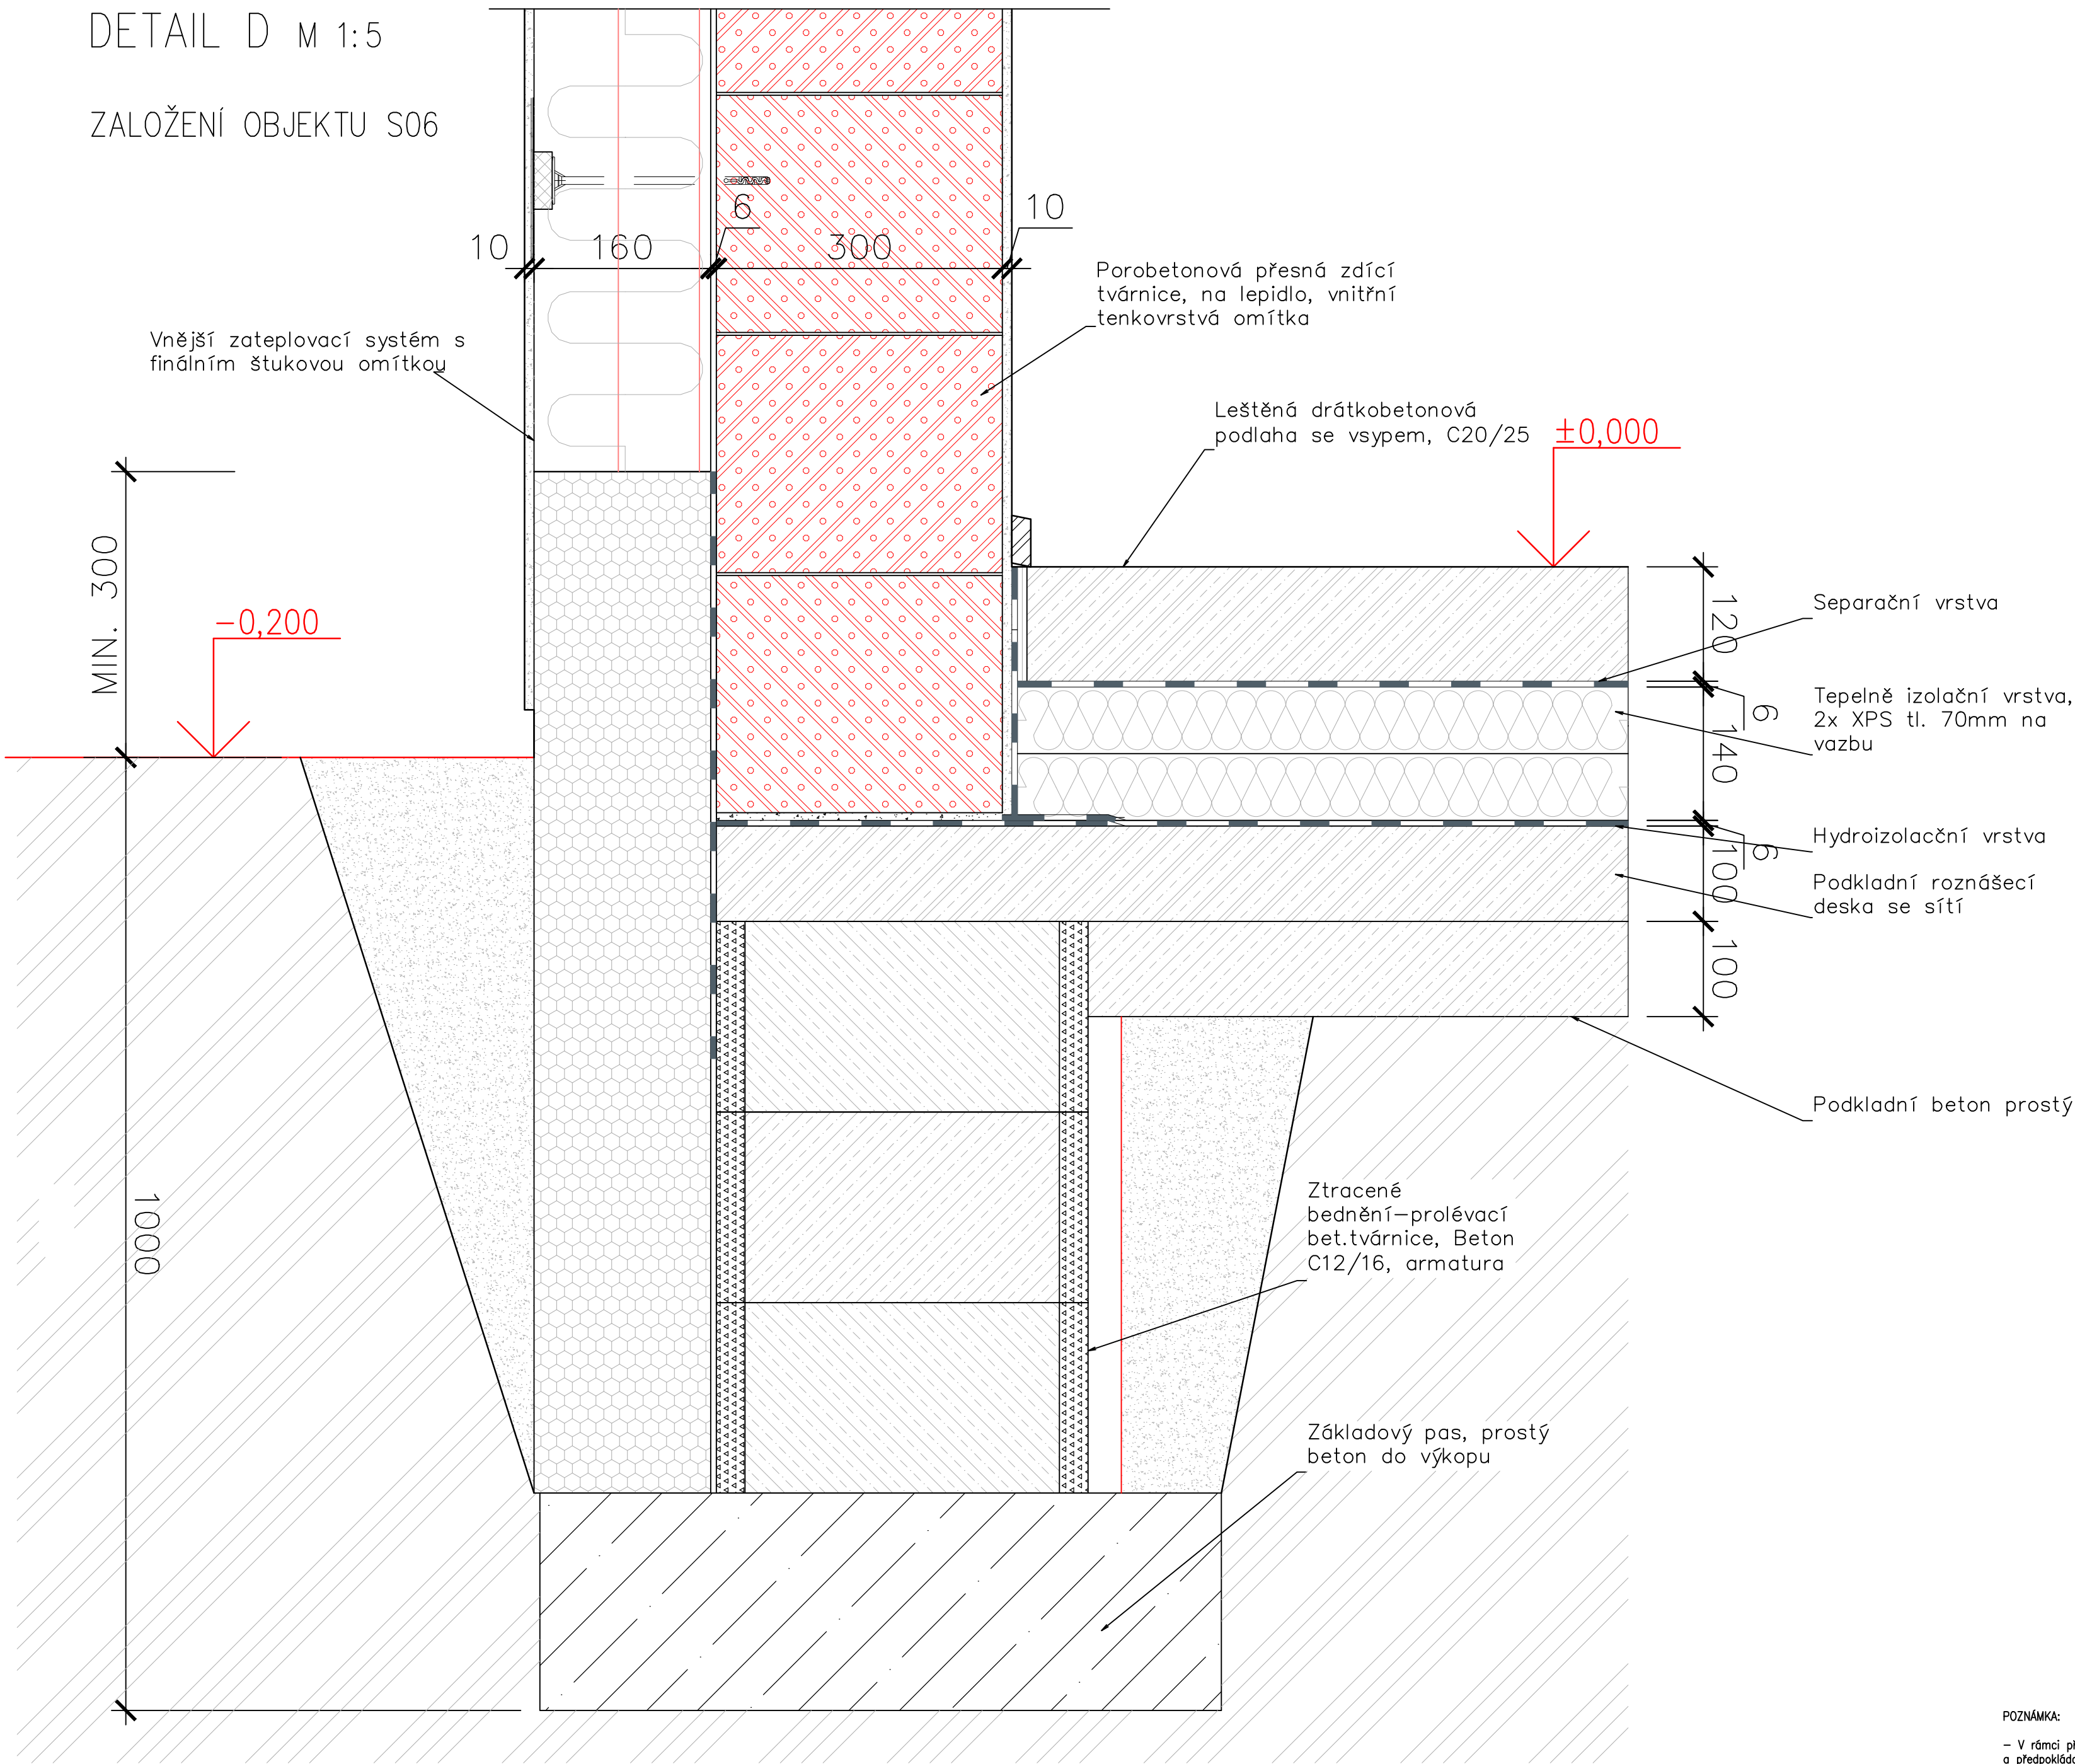 DETAIL D M 1:5
ZALOŽENÍ OBJEKTU S06
10
160
6
300
10
Porobetonová přesná zdící
tvárnice, na lepidlo, vnitřní
tenkovrstvá omítka
Vnější zateplovací systém s
finálním štukovou omítkou
Leštěná drátkobetonová
podlaha se vsypem, C20/25
±0,000
MIN. 300
-0,200
120
Separační vrstva
6
Tepelně izolační vrstva,
2x XPS tl. 70mm na
vazbu
140
Hydroizolacční vrstva
6
100
Podkladní roznášecí
deska se sítí
100
Podkladní beton prostý
1000
Ztracené
bednění-prolévací
bet.tvárnice, Beton
C12/16, armatura
Základový pas, prostý
beton do výkopu
POZNÁMKA:
- V rámci
a